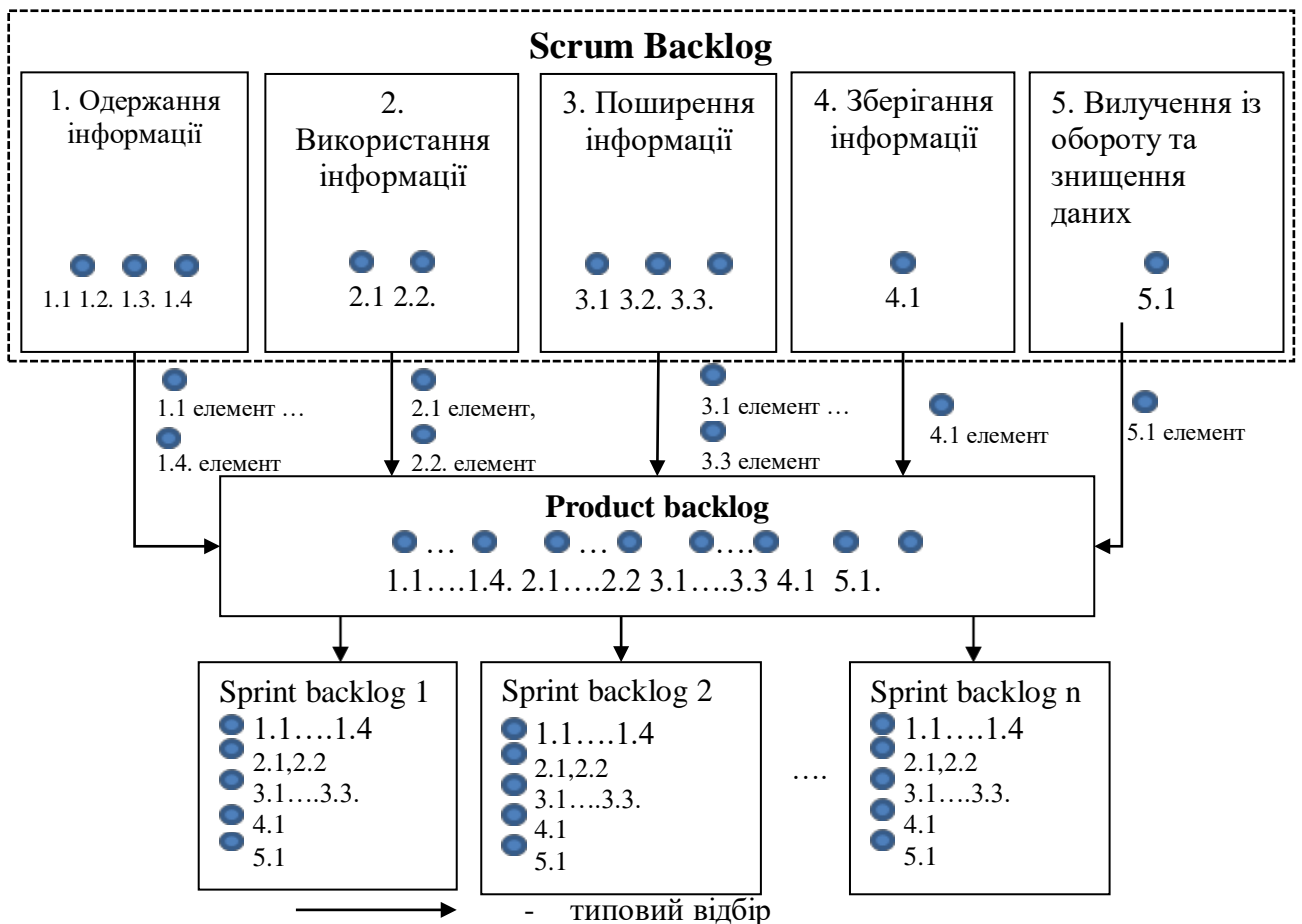 Scrum Backlog
1. Одержання
інформації
1.1 1.2. 1.3. 1.4
2.
Використання
інформації
2.1 2.2.
3. Поширення
інформації
3.1 3.2. 3.3.
4. Зберігання
інформації
4.1
5. Вилучення із
обороту та
знищення
даних
5.1
1.1 елемент …
1.4. елемент
2.1 елемент,
2.2. елемент
3.1 елемент …
3.3 елемент
4.1 елемент
5.1 елемент
Product backlog
… … ….
1.1….1.4. 2.1….2.2 3.1….3.3 4.1 5.1.
Sprint backlog 1
1.1….1.4
2.1,2.2
3.1….3.3.
4.1
5.1
Sprint backlog 2
1.1….1.4
2.1,2.2
3.1….3.3.
4.1
5.1
….
Sprint backlog n
1.1….1.4
2.1,2.2
3.1….3.3.
4.1
5.1
- типовий відбір